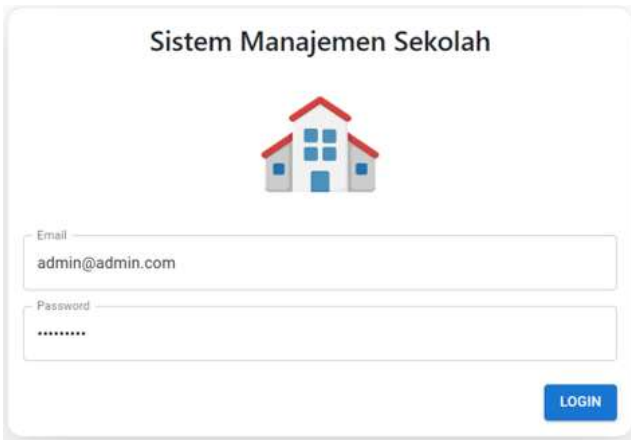 Sistem Manajemen Sekolah
Email
admin@admin.com
Password
•••••••••
LOGIN